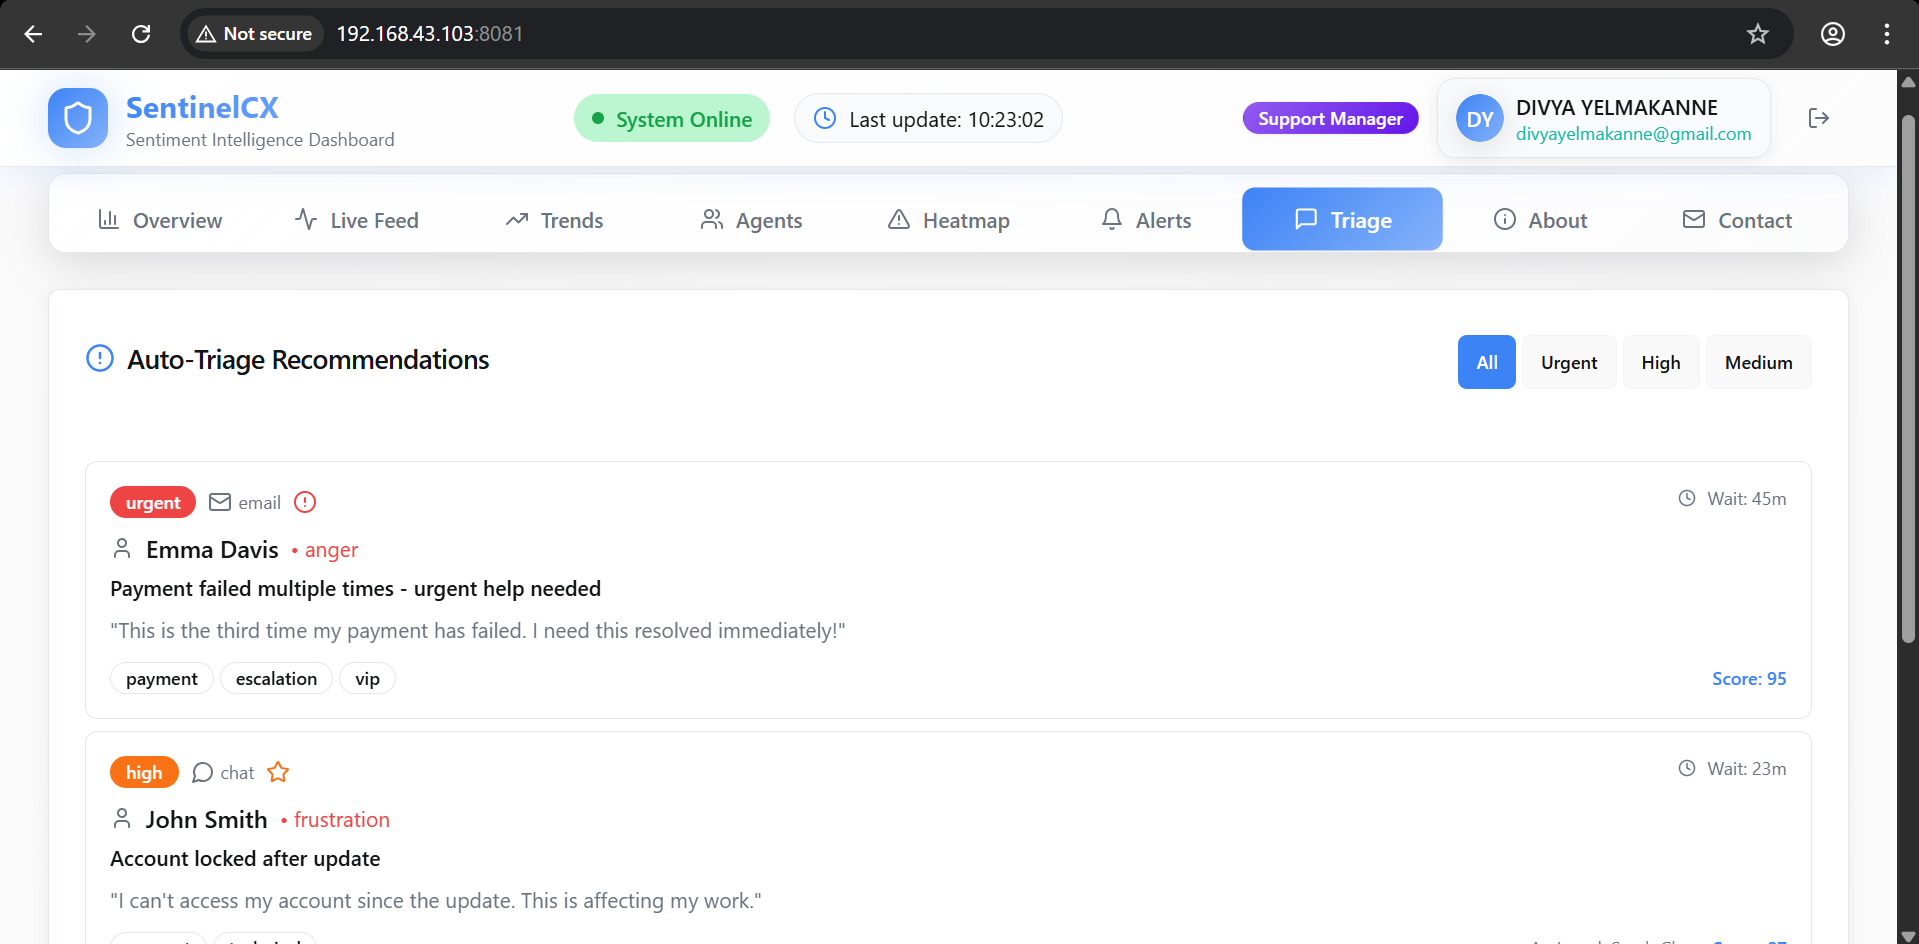 Not secure
192.168.43.103:8081
SentinelCX
Sentiment Intelligence Dashboard
System Online
Last update: 10:23:02
Support Manager
DY
DIVYA YELMAKANNE
divyayelmakanne@gmail.com
Overview
Live Feed
Trends
Agents
Heatmap
Alerts
Triage
About
Contact
Auto-Triage Recommendations
All
Urgent
High
Medium
urgent
email
Wait: 45m
Emma Davis • anger
Payment failed multiple times - urgent help needed
"This is the third time my payment has failed. I need this resolved immediately!"
payment
escalation
vip
Score: 95
high
chat
Wait: 23m
John Smith • frustration
Account locked after update
"I can't access my account since the update. This is affecting my work."